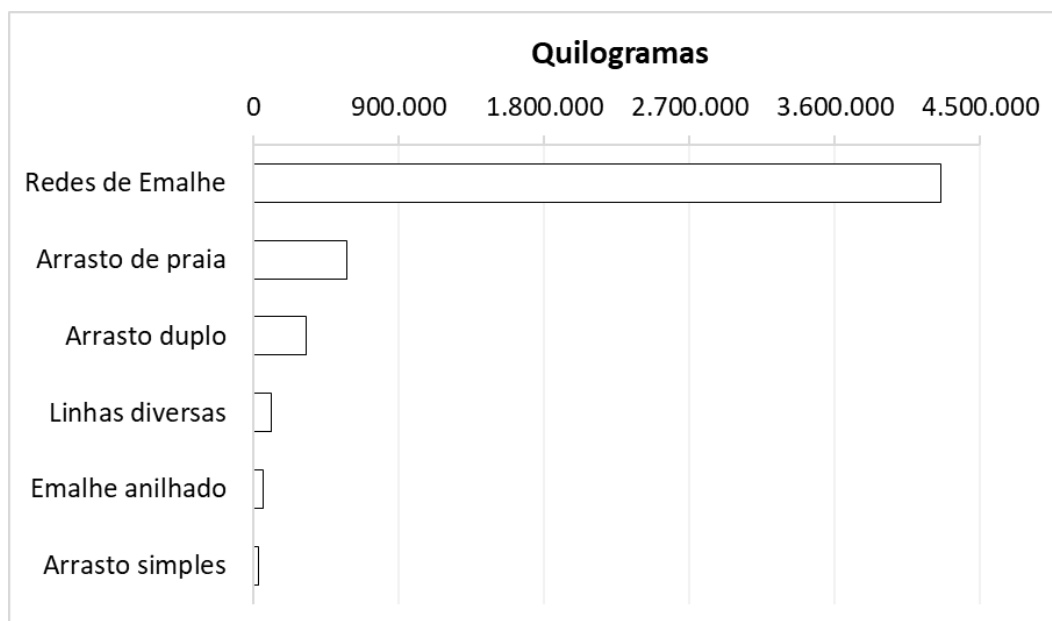 Quilogramas
0 900.000 1.800.000 2.700.000 3.600.000 4.500.000
Redes de Emalhe
Arrasto de praia
Arrasto duplo
Linhas diversas
Emalhe anilhado
Arrasto simples